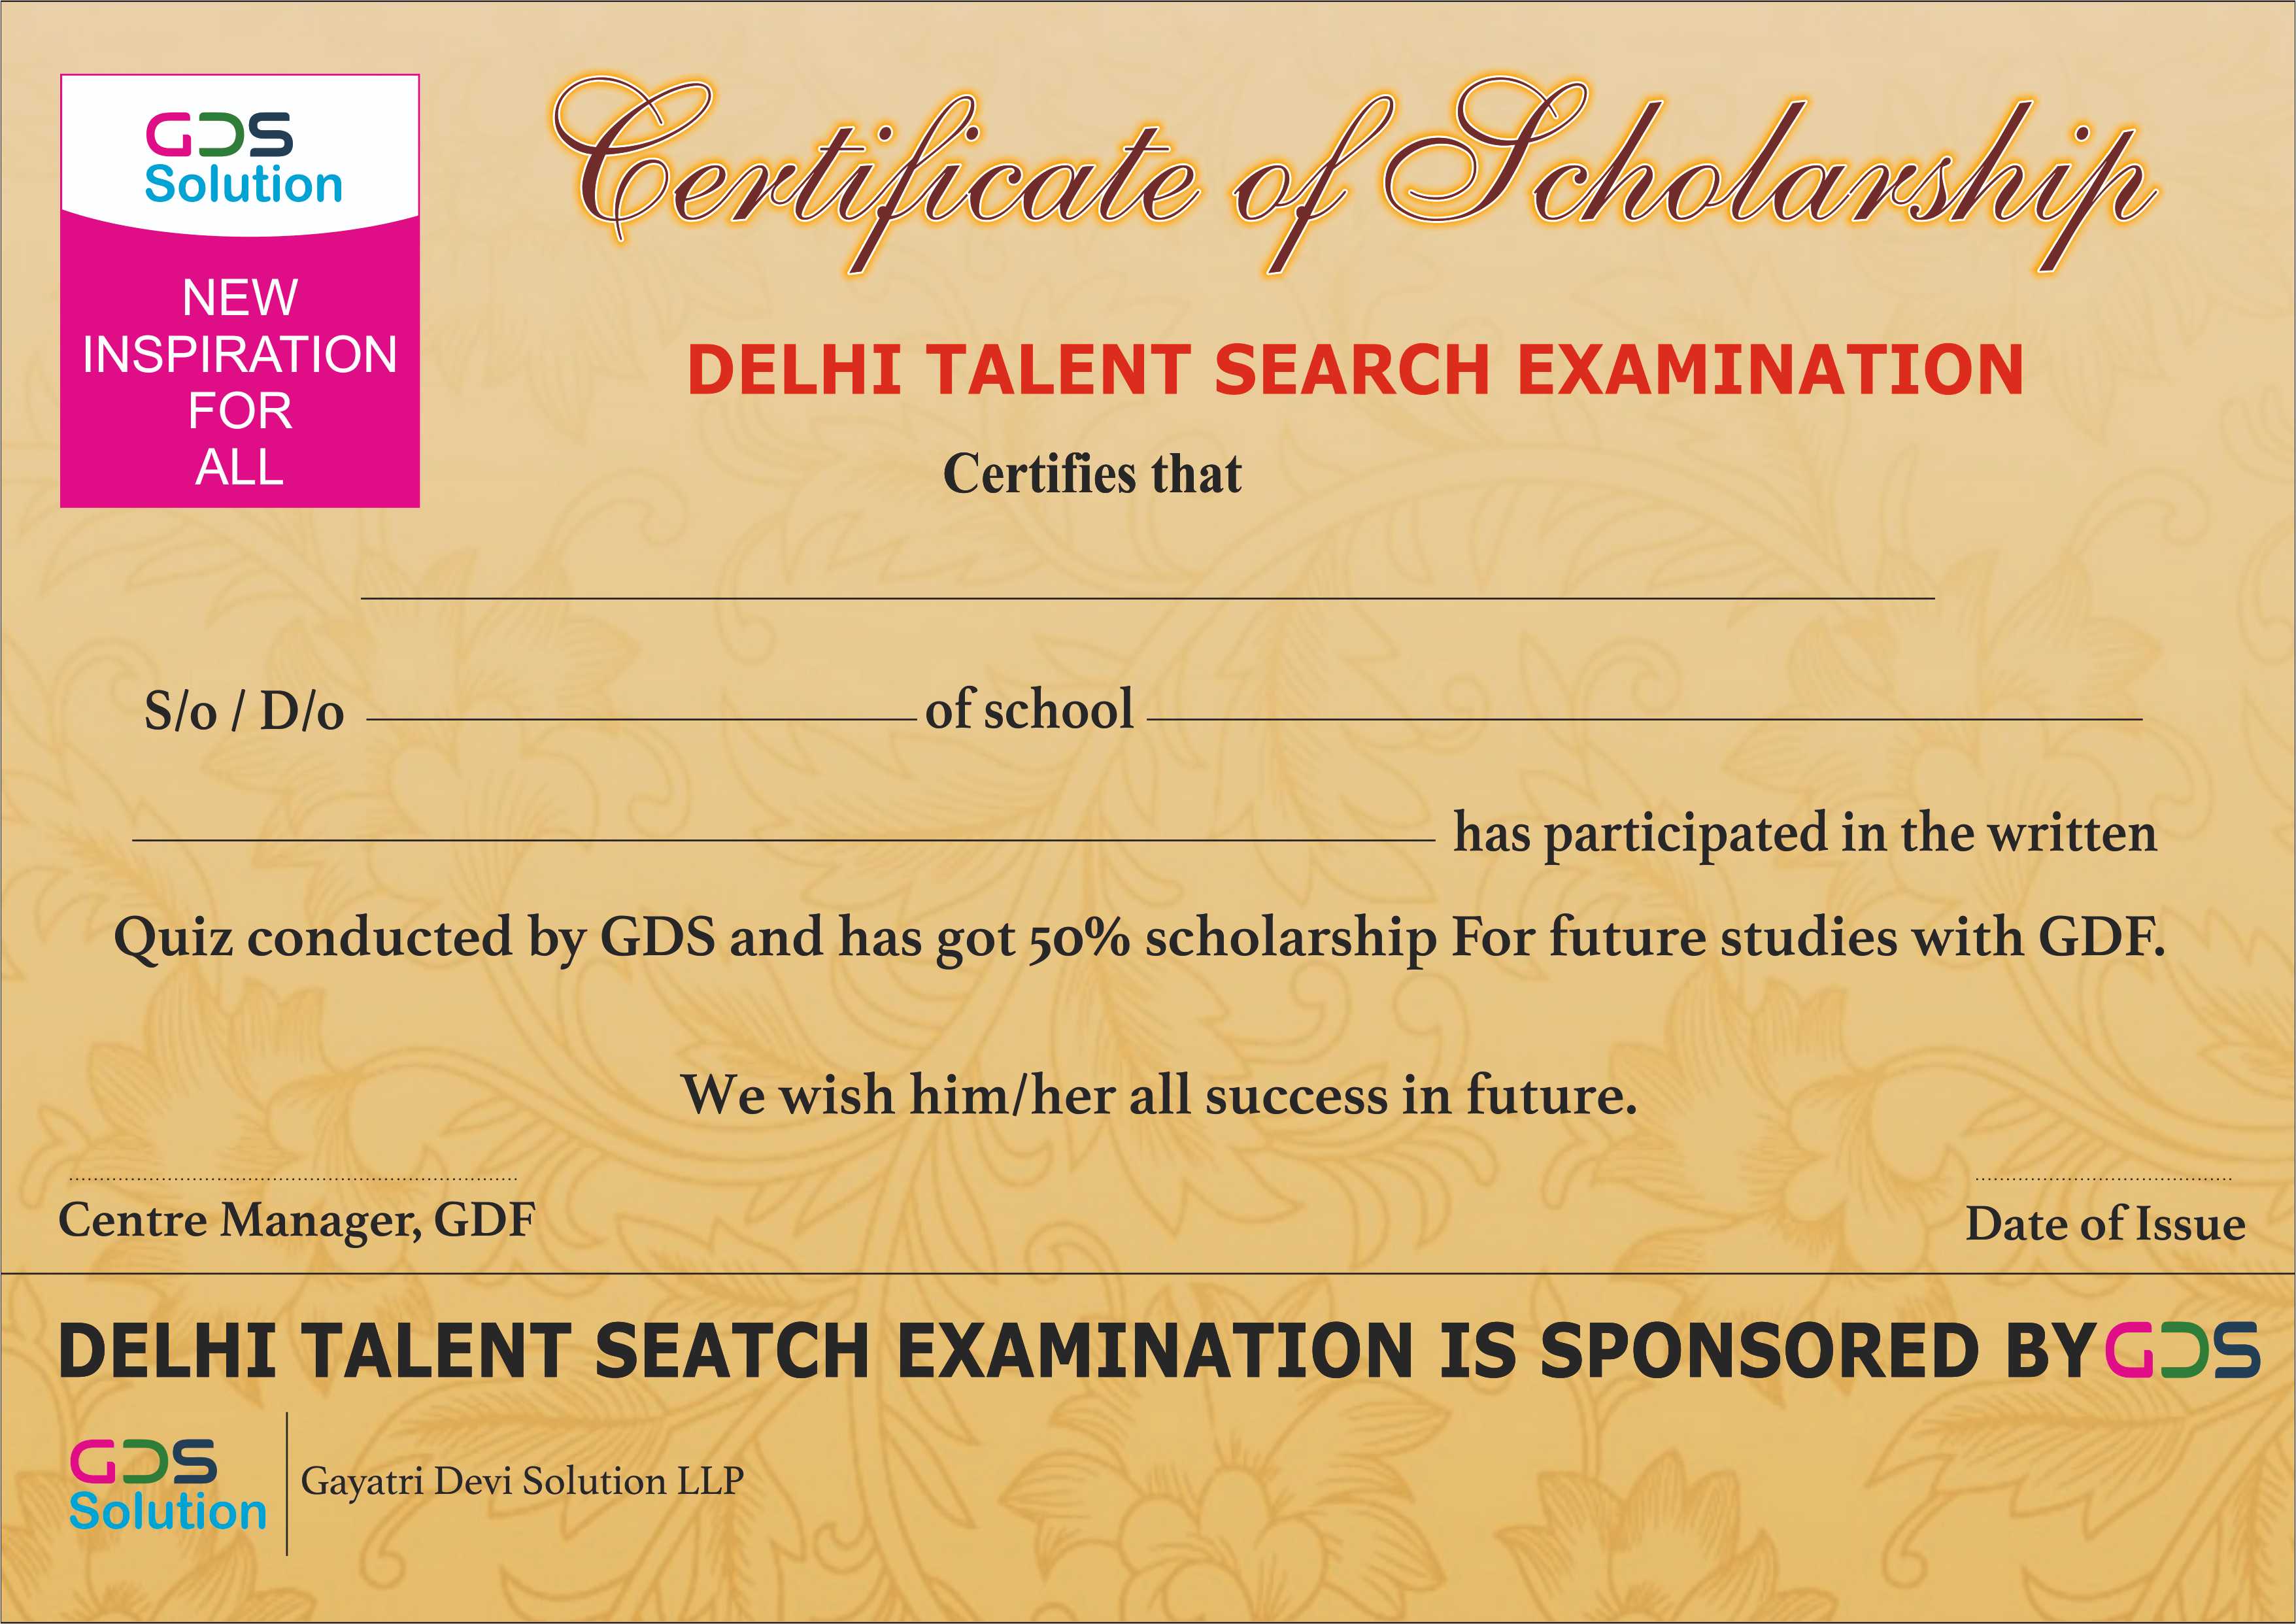 GDS
Solution
NEW
INSPIRATION
FOR
ALL
Certificate of Scholarship
DELHI TALENT SEARCH EXAMINATION
Certifies that
S/o / D/o of school
has participated in the written
Quiz conducted by GDS and has got 50% scholarship For future studies with GDF.
We wish him/her all success in future.
Centre Manager, GDF
Date of Issue
DELHI TALENT SEATCH EXAMINATION IS SPONSORED BY GDS
GDS
Solution
Gayatri Devi Solution LLP